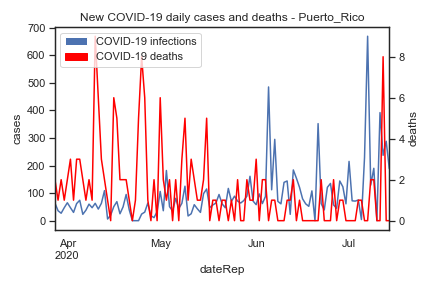 New COVID-19 daily cases and deaths - Puerto_Rico
COVID-19 infections
COVID-19 deaths
700
600
500
400
300
200
100
0
cases
8
6
4
2
0
deaths
Apr
2020
May
Jun
Jul
dateRep